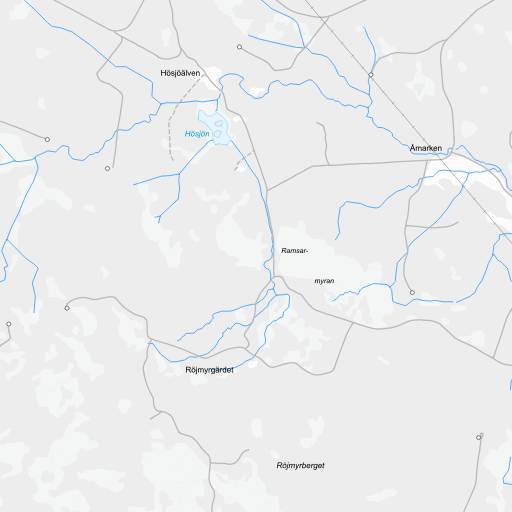 Hösjöälven
Hösjön
Åmarken
Ramsar-
myran
Röjmyrgärdet
Röjmyrberget